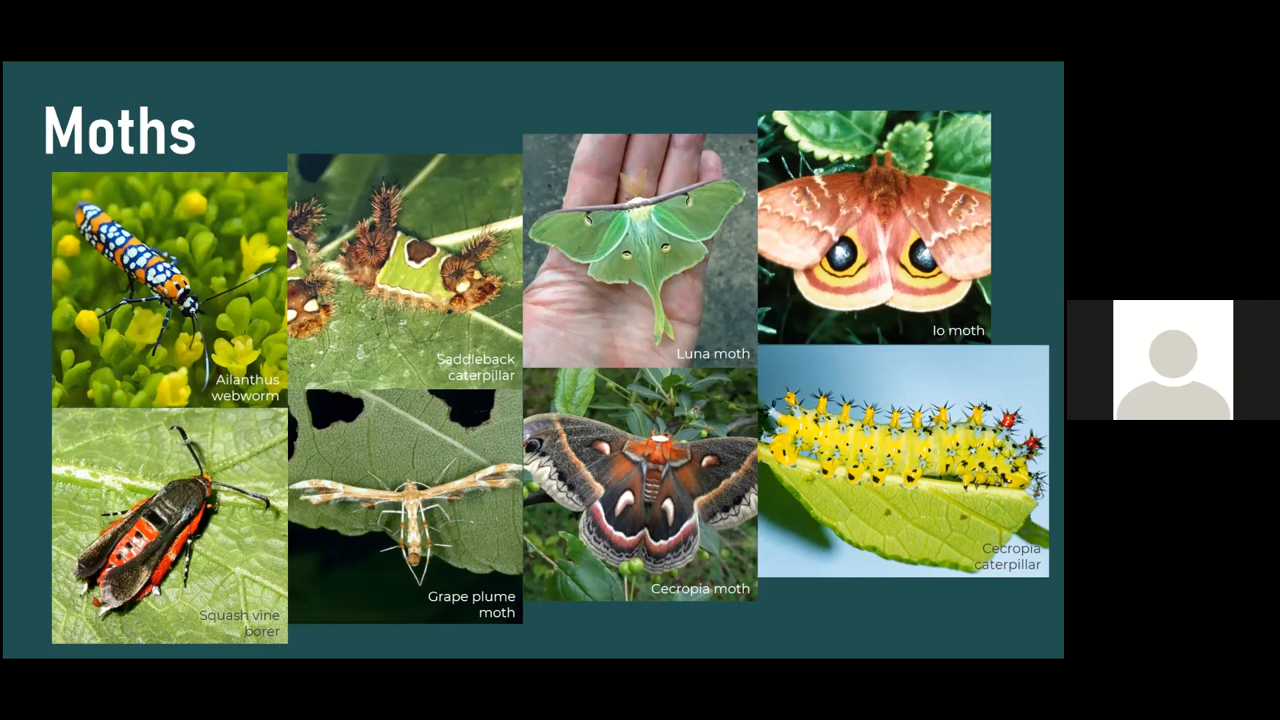 Moths
Ailanthus
webworm
Saddleback
caterpillar
Luna moth
Io moth
Squash vine
borer
Grape plume
moth
Cecropia moth
Cecropia
caterpillar